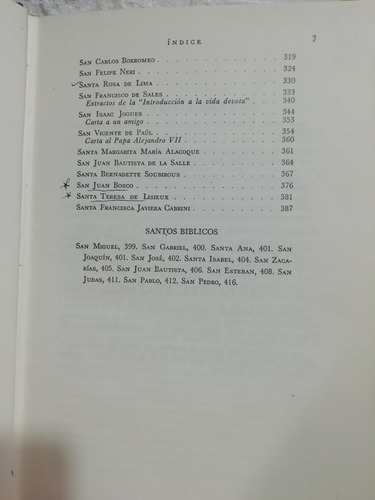 ÍNDICE 7
SAN CARLOS BORROMEO . . . . . . . . . . . . 319
SAN FELIPE NERI . . . . . . . . . . . . 324
SANTA ROSA DE LIMA . . . . . . . . . . . . 330
SAN FRANCISCO DE SALES . . . . . . . . . . . . 333
Extractos de la "Introducción a la vida devota" . . . . 340
SAN ISAAC JOGUES . . . . . . . . . . . . 344
Carta a un amigo . . . . . . . . . . . . 353
SAN VICENTE DE PAÚL . . . . . . . . . . . . 354
Carta al Papa Alejandro VII . . . . . . . . . . 360
SANTA MARGARITA MARÍA ALACOQUE . . . . . . . . 361
SAN JUAN BAUTISTA DE LA SALLE . . . . . . . . 364
SANTA BERNADETTE SOUBIROUS . . . . . . . . . 367
SAN JUAN BOSCO . . . . . . . . . . . . 376
SANTA TERESA DE LISIEUX . . . . . . . . . . 381
SANTA FRANCISCA JAVIERA CABRINI . . . . . . . . 387
SANTOS BIBLICOS
SAN MIGUEL, 399. SAN GABRIEL, 400. SANTA ANA, 401. SAN
JOAQUÍN, 401. SAN JOSÉ, 402. SANTA ISABEL, 404. SAN ZACA-
RÍAS, 405. SAN JUAN BAUTISTA, 406. SAN ESTEBAN, 408. SAN
JUDAS, 411. SAN PABLO, 412. SAN PEDRO, 416.